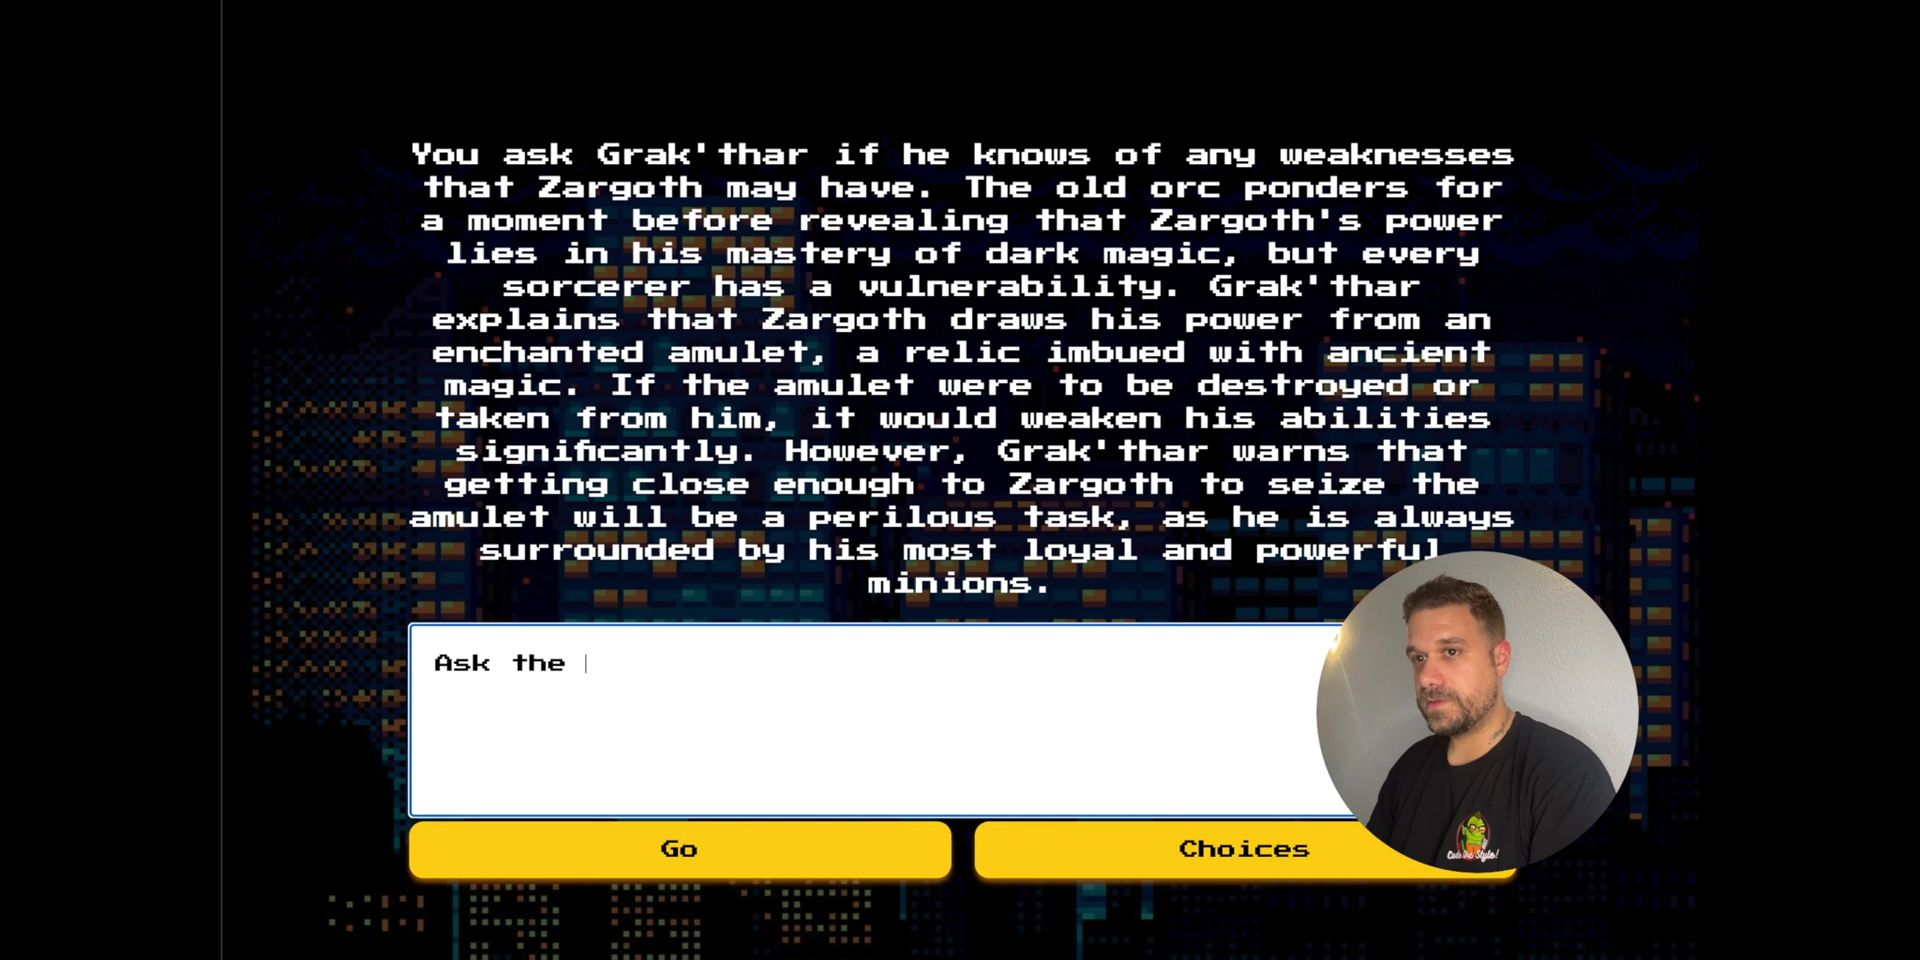 You ask Grak'thar if he knows of any weaknesses
that Zargoth may have. The old orc ponders for
a moment before revealing that Zargoth's power
lies in his mastery of dark magic, but every
sorcerer has a vulnerability. Grak'thar
explains that Zargoth draws his power from an
enchanted amulet, a relic imbued with ancient
magic. If the amulet were to be destroyed or
taken from him, it would weaken his abilities
significantly. However, Grak'thar warns that
getting close enough to Zargoth to seize the
amulet will be a perilous task, as he is always
surrounded by his most loyal and powerful
minions.
Ask the
Go
Choices